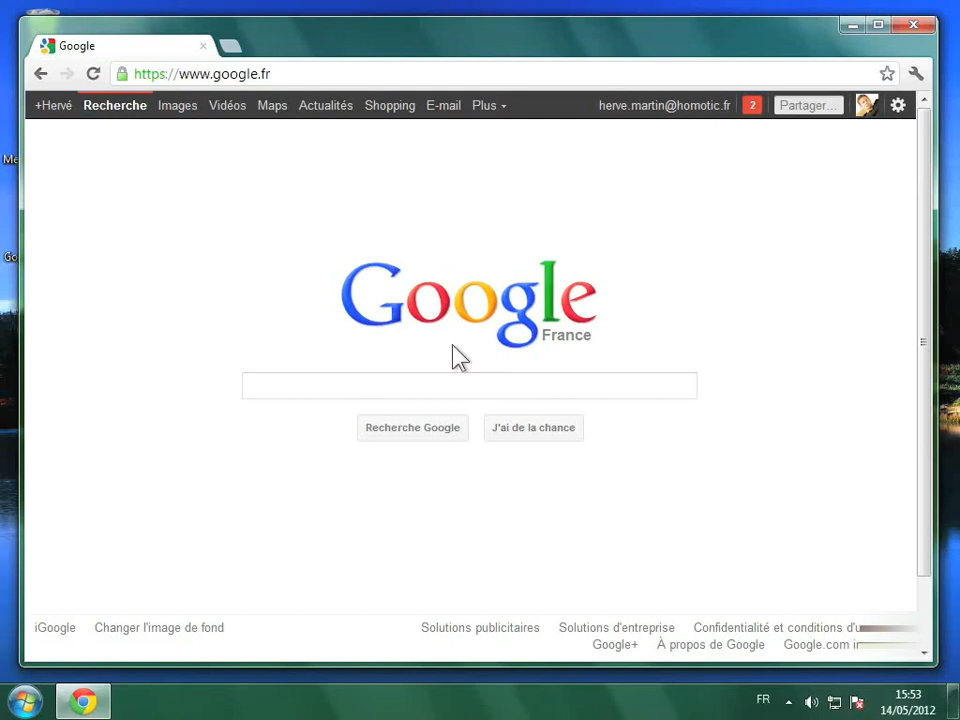 Google
https://www.google.fr
+Hervé Recherche Images Vidéos Maps Actualités Shopping E-mail Plus herve.martin@homotic.fr 2 Partager...
Google
France
Recherche Google J'ai de la chance
iGoogle Changer l'image de fond Solutions publicitaires Solutions d'entreprise Confidentialité et conditions
Google+ À propos de Google Google.com
FR 15:53
14/05/2012